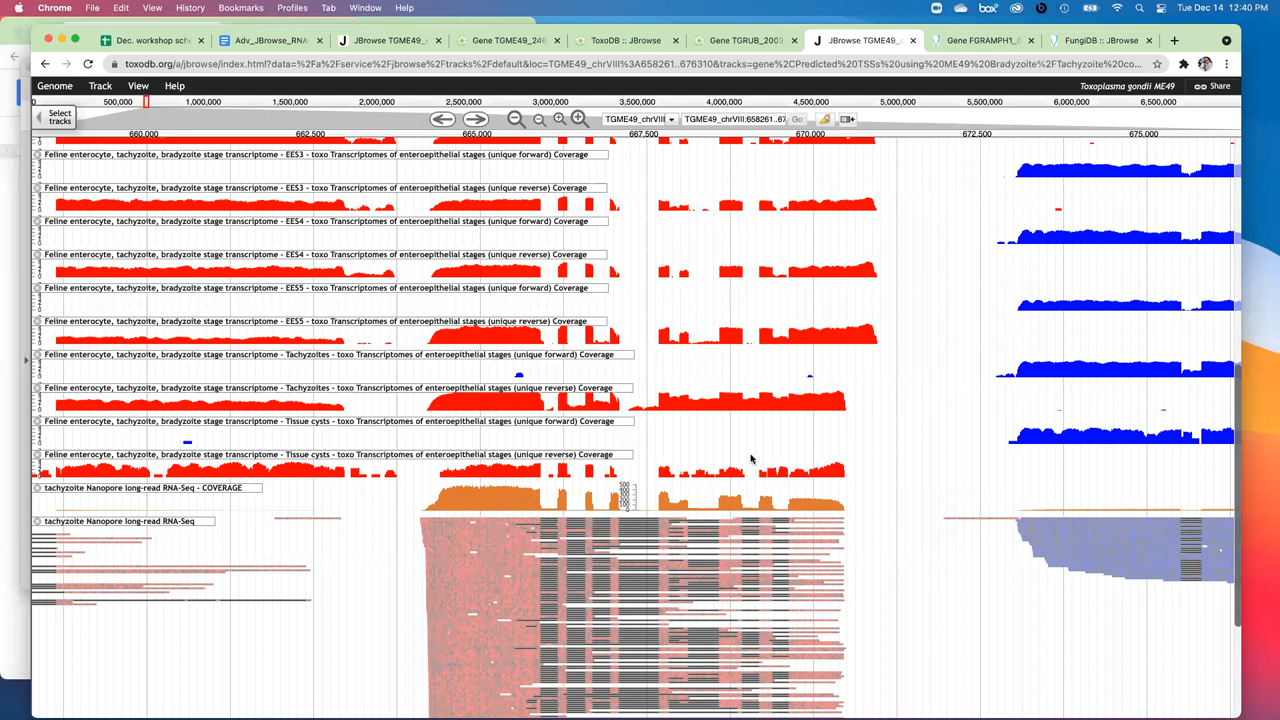 Chrome File Edit View History Bookmarks Profiles Tab Window Help
box
Tue Dec 14 12:40 PM
Dec. workshop sch
Adv_JBrowse_RNA
JBrowse TGME49_c
Gene TGME49_246
ToxoDB :: JBrowse
Gene TGRUB_2003
JBrowse TGME49_c
Gene FGRAMPH1_0
FungiDB :: JBrowse
toxodb.org/a/jbrowse/index.html?data=%2Fa%2Fservice%2Fjbrowse%2Ftracks%2Fdefault&loc=TGME49_chrVIII%3A658261..676310&tracks=gene%2CPredicted%20TSSs%20using%20ME49%20Bradyzoite%2FTachyzoite%2Co...
Genome Track View Help
Toxoplasma gondii ME49
Share
0 500,000 1,000,000 1,500,000 2,000,000 2,500,000 3,000,000 3,500,000 4,000,000 4,500,000 5,000,000 5,500,000 6,000,000 6,500,000
Select
tracks
TGME49_chrVIII
TGME49_chrVIII:658261..67
Go
660,000 662,500 665,000 667,500 670,000 672,500 675,000
Feline enterocyte, tachyzoite, bradyzoite stage transcriptome - EES3 - toxo Transcriptomes of enteroepithelial stages (unique forward) Coverage
Feline enterocyte, tachyzoite, bradyzoite stage transcriptome - EES3 - toxo Transcriptomes of enteroepithelial stages (unique reverse) Coverage
Feline enterocyte, tachyzoite, bradyzoite stage transcriptome - EES4 - toxo Transcriptomes of enteroepithelial stages (unique forward) Coverage
Feline enterocyte, tachyzoite, bradyzoite stage transcriptome - EES4 - toxo Transcriptomes of enteroepithelial stages (unique reverse) Coverage
Feline enterocyte, tachyzoite, bradyzoite stage transcriptome - EES5 - toxo Transcriptomes of enteroepithelial stages (unique forward) Coverage
Feline enterocyte, tachyzoite, bradyzoite stage transcriptome - EES5 - toxo Transcriptomes of enteroepithelial stages (unique reverse) Coverage
Feline enterocyte, tachyzoite, bradyzoite stage transcriptome - Tachyzoites - toxo Transcriptomes of enteroepithelial stages (unique forward) Coverage
Feline enterocyte, tachyzoite, bradyzoite stage transcriptome - Tachyzoites - toxo Transcriptomes of enteroepithelial stages (unique reverse) Coverage
Feline enterocyte, tachyzoite, bradyzoite stage transcriptome - Tissue cysts - toxo Transcriptomes of enteroepithelial stages (unique forward) Coverage
Feline enterocyte, tachyzoite, bradyzoite stage transcriptome - Tissue cysts - toxo Transcriptomes of enteroepithelial stages (unique reverse) Coverage
tachyzoite Nanopore long-read RNA-Seq - COVERAGE
500
tachyzoite Nanopore long-read RNA-Seq